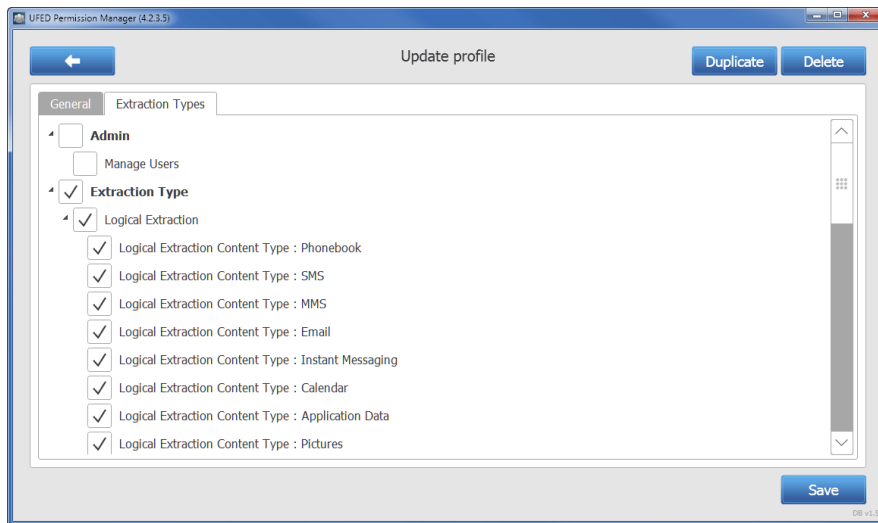 UFED Permission Manager (4.2.3.5)
Update profile
Duplicate
Delete
General
Extraction Types
Admin
Manage Users
Extraction Type
Logical Extraction
Logical Extraction Content Type : Phonebook
Logical Extraction Content Type : SMS
Logical Extraction Content Type : MMS
Logical Extraction Content Type : Email
Logical Extraction Content Type : Instant Messaging
Logical Extraction Content Type : Calendar
Logical Extraction Content Type : Application Data
Logical Extraction Content Type : Pictures
Save